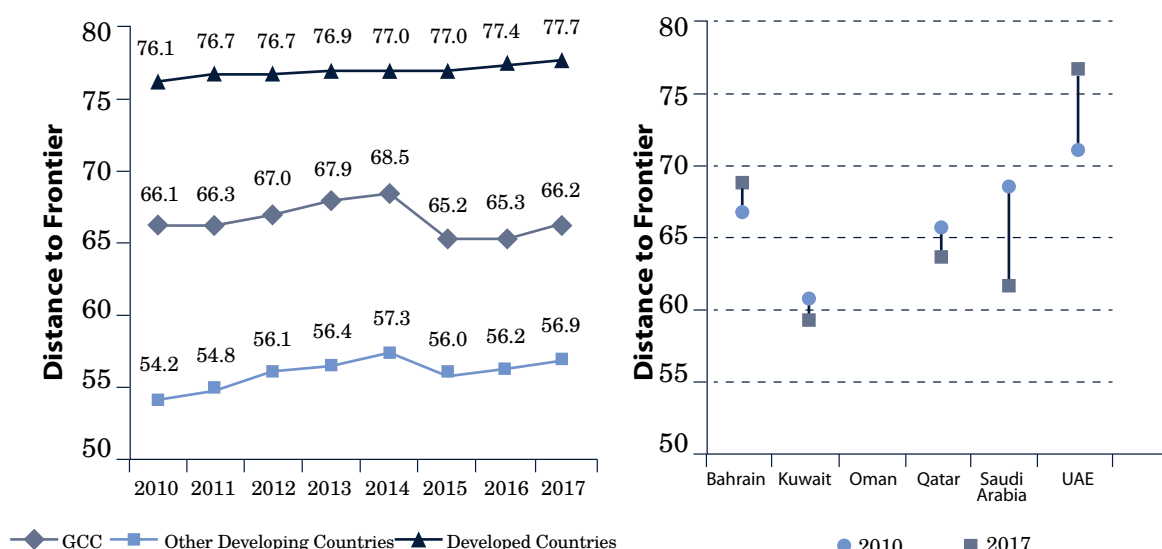 80
75
70
65
60
55
50
Distance to Frontier
76.1 76.7 76.7 76.9 77.0 77.0 77.4 77.7
66.1 66.3 67.0 67.9 68.5 65.2 65.3 66.2
54.2 54.8 56.1 56.4 57.3 56.0 56.2 56.9
2010 2011 2012 2013 2014 2015 2016 2017
GCC Other Developing Countries Developed Countries
80
75
70
65
60
55
50
Distance to Frontier
Bahrain Kuwait Oman Qatar Saudi Arabia UAE
2010 2017